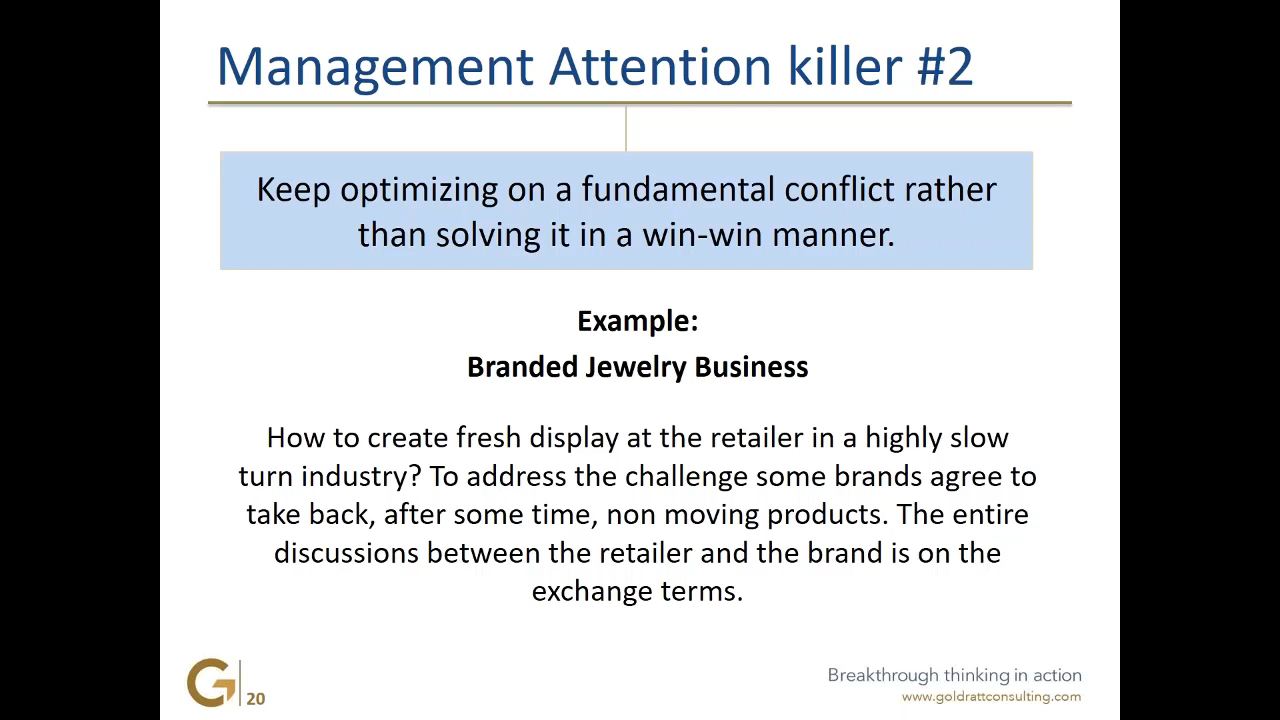 Management Attention killer #2
Keep optimizing on a fundamental conflict rather
than solving it in a win-win manner.
Example:
Branded Jewelry Business
How to create fresh display at the retailer in a highly slow
turn industry? To address the challenge some brands agree to
take back, after some time, non moving products. The entire
discussions between the retailer and the brand is on the
exchange terms.
G 20
Breakthrough thinking in action
www.goldrattconsulting.com